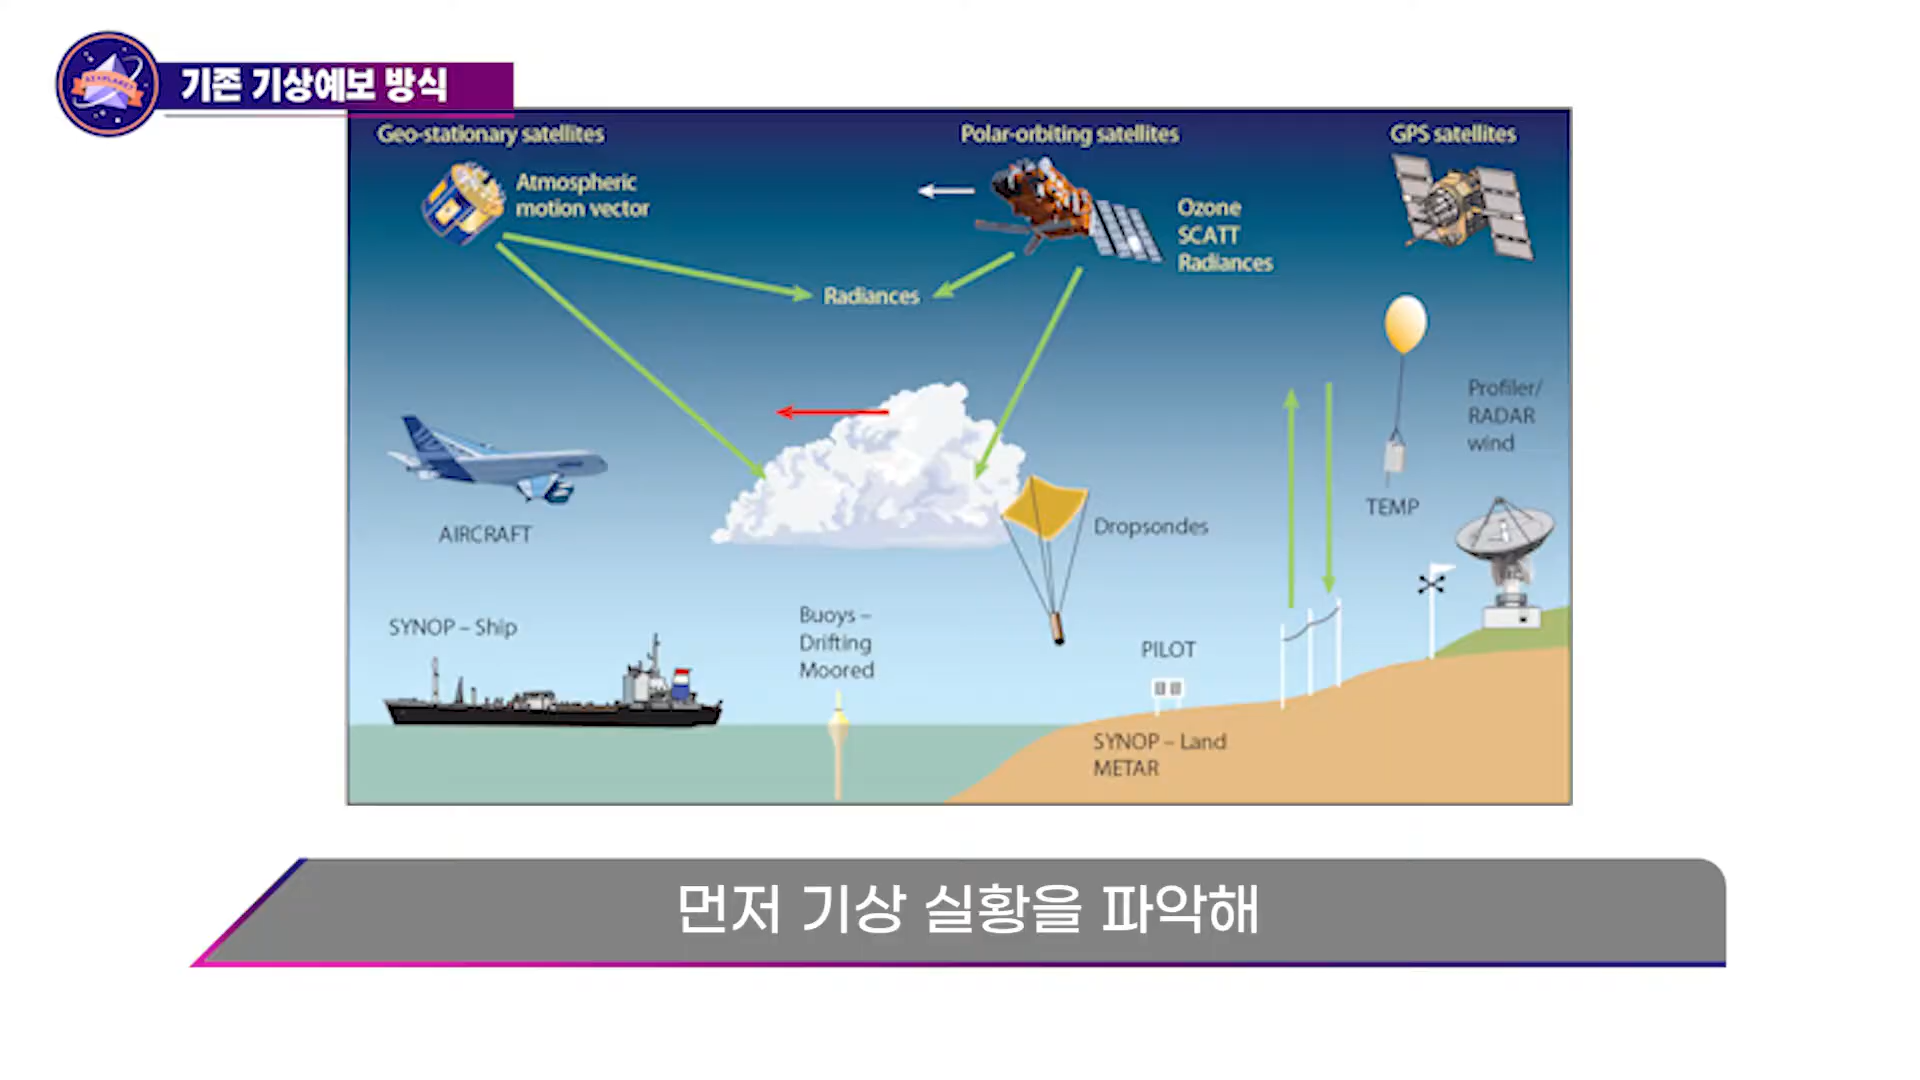 기존 기상예보 방식
Geo-stationary satellites
Polar-orbiting satellites
GPS satellites
Atmospheric
motion vector
Ozone
SCATT
Radiances
Radiances
Profiler/
RADAR
wind
TEMP
AIRCRAFT
Dropsondes
SYNOP – Ship
Buoys –
Drifting
Moored
PILOT
SYNOP – Land
METAR
먼저 기상 실황을 파악해